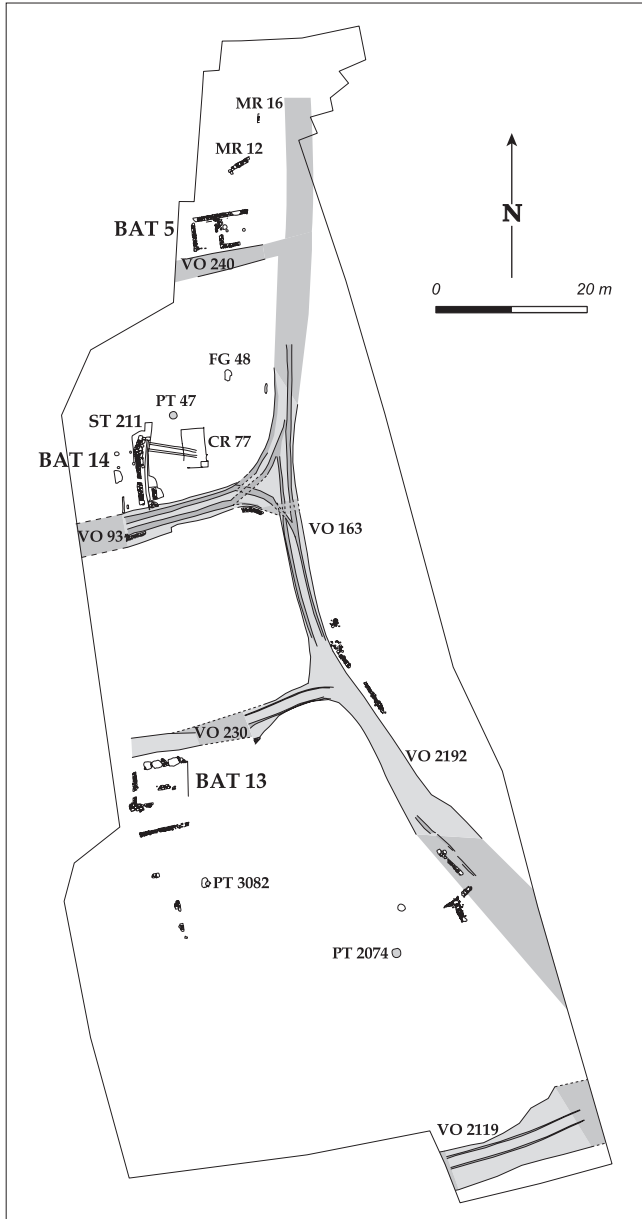 MR 16
MR 12
N
BAT 5
VO 240
0 20 m
FG 48
PT 47
ST 211
CR 77
BAT 14
VO 93
VO 163
VO 230
VO 2192
BAT 13
PT 3082
PT 2074
VO 2119